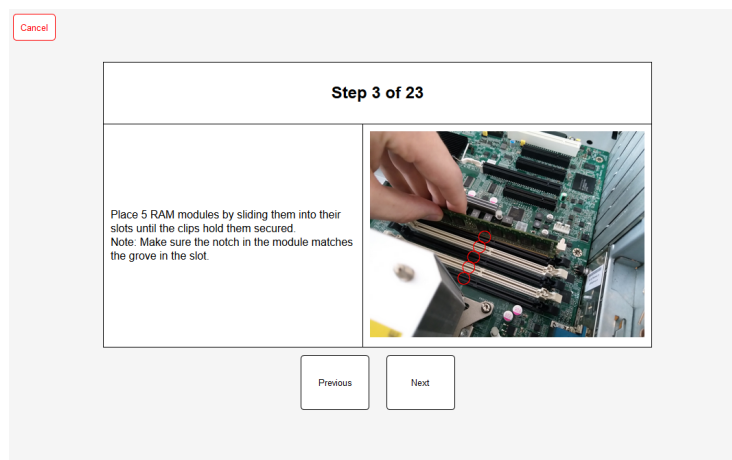 Cancel
Step 3 of 23
Place 5 RAM modules by sliding them into their
slots until the clips hold them secured.
Note: Make sure the notch in the module matches
the grove in the slot.
Previous
Next